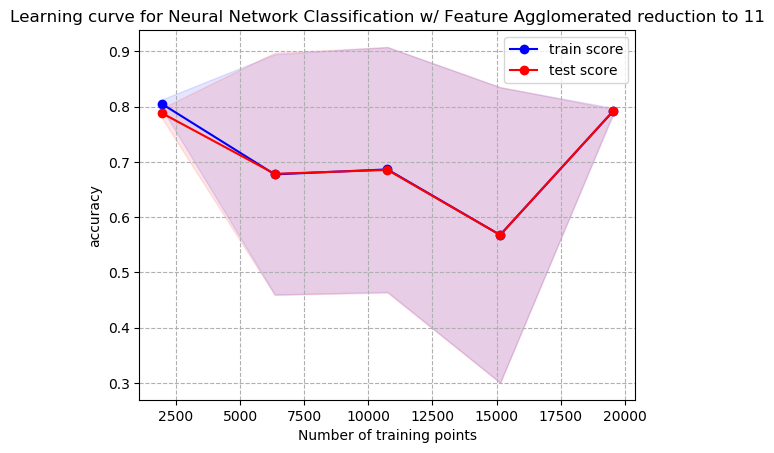 Learning curve for Neural Network Classification w/ Feature Agglomerated reduction to 11
train score
test score
0.9
0.8
0.7
0.6
0.5
0.4
0.3
accuracy
2500 5000 7500 10000 12500 15000 17500 20000
Number of training points